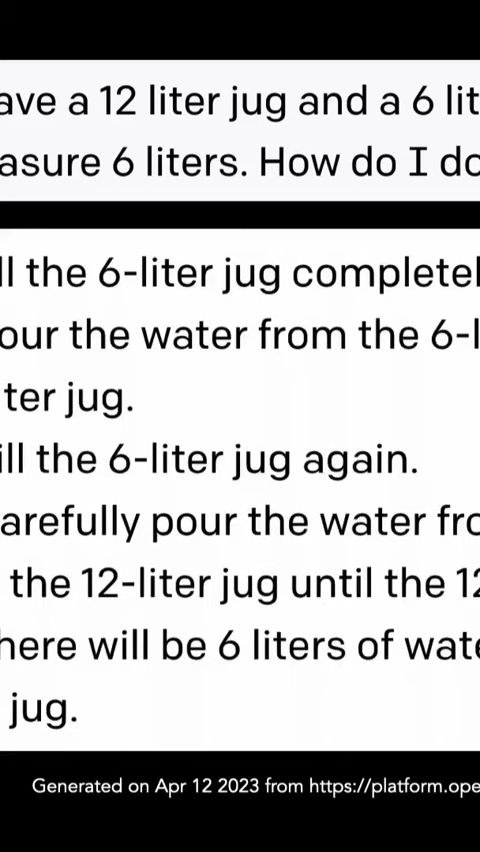 ave a 12 liter jug and a 6 lit
asure 6 liters. How do I do
ll the 6-liter jug completel
our the water from the 6-l
ter jug.
ill the 6-liter jug again.
arefully pour the water fro
the 12-liter jug until the 12
here will be 6 liters of wate
jug.
Generated on Apr 12 2023 from https://platform.ope